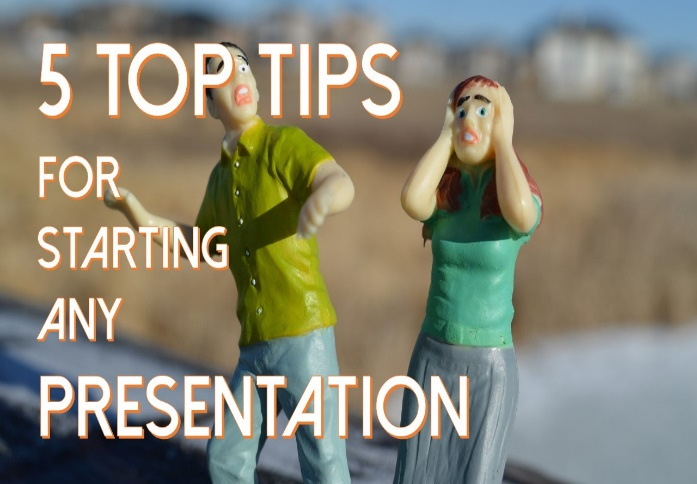 5 TOP TIPS
FOR
STARTING
ANY
PRESENTATION